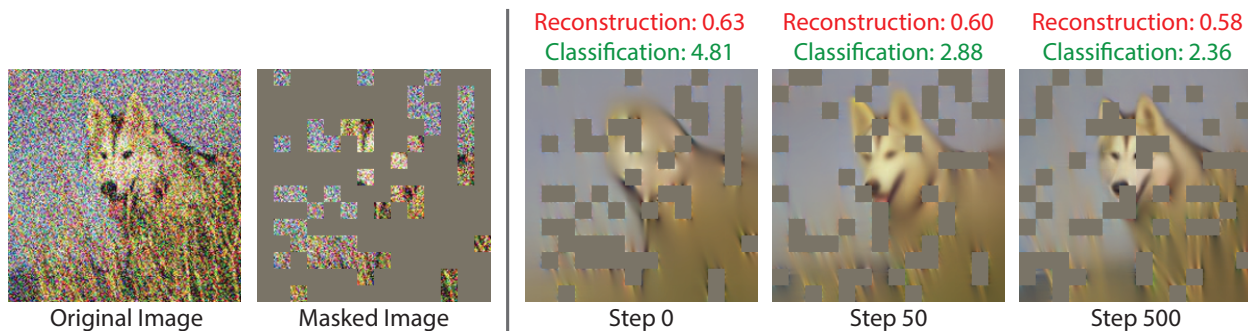 Reconstruction: 0.63
Classification: 4.81
Reconstruction: 0.60
Classification: 2.88
Reconstruction: 0.58
Classification: 2.36
Original Image
Masked Image
Step 0
Step 50
Step 500